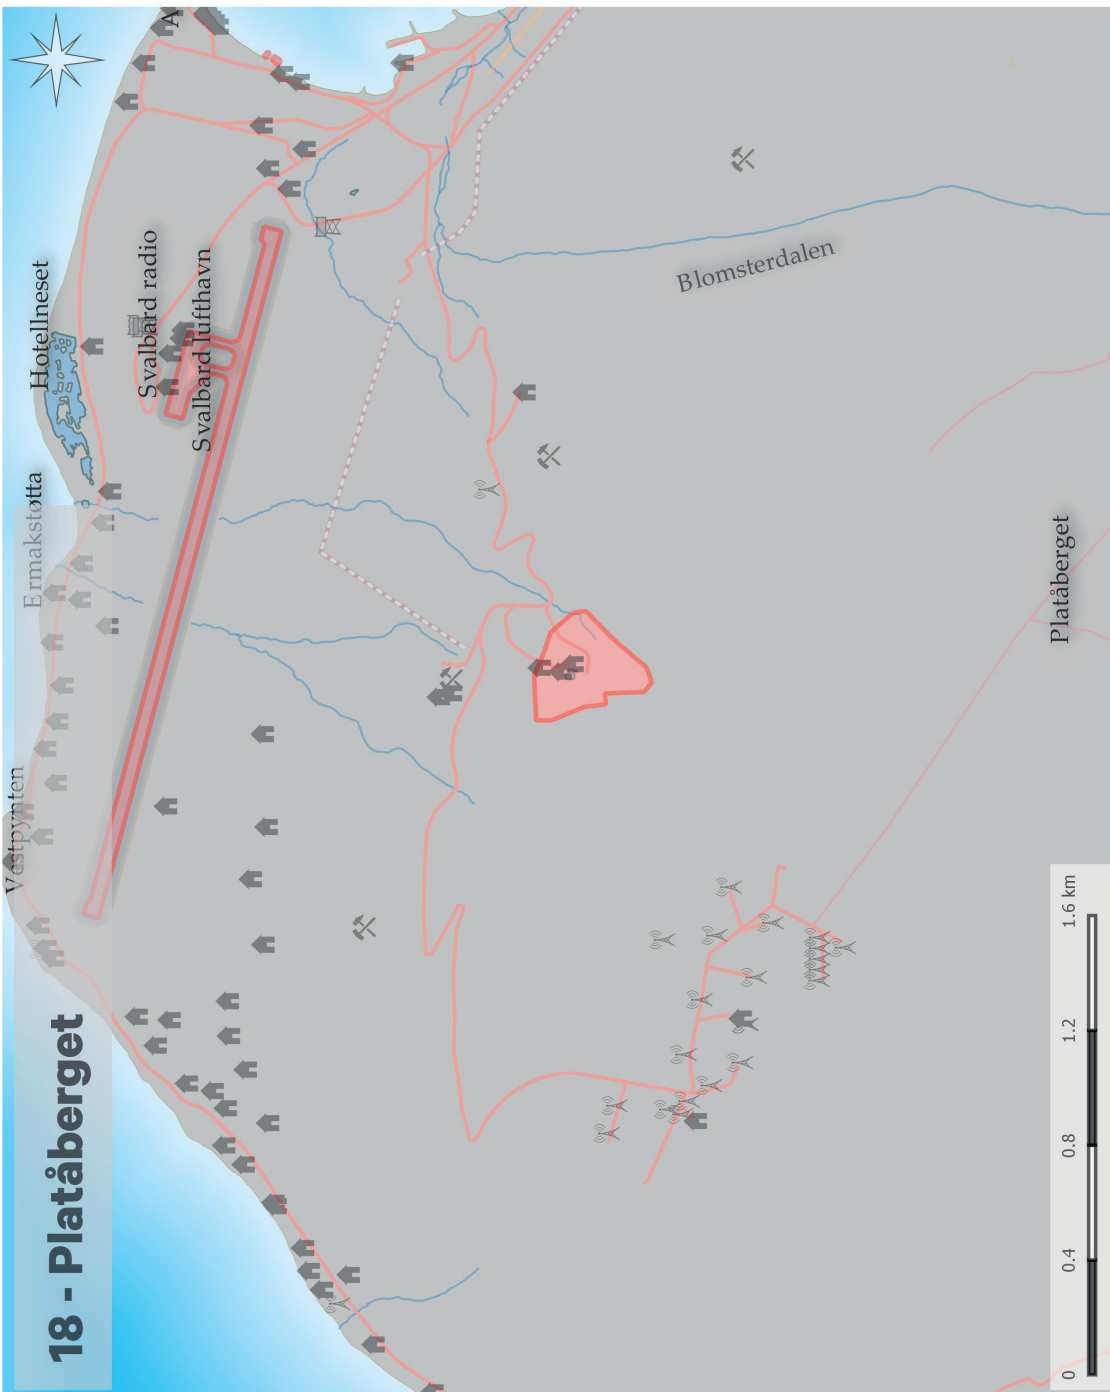 18 - Platåberget
Vestpynten
Ermakstøtta
Hotellneset
Svalbard radio
Svalbard lufthavn
A
Blomsterdalen
Platåberget
0 0.4 0.8 1.2 1.6 km